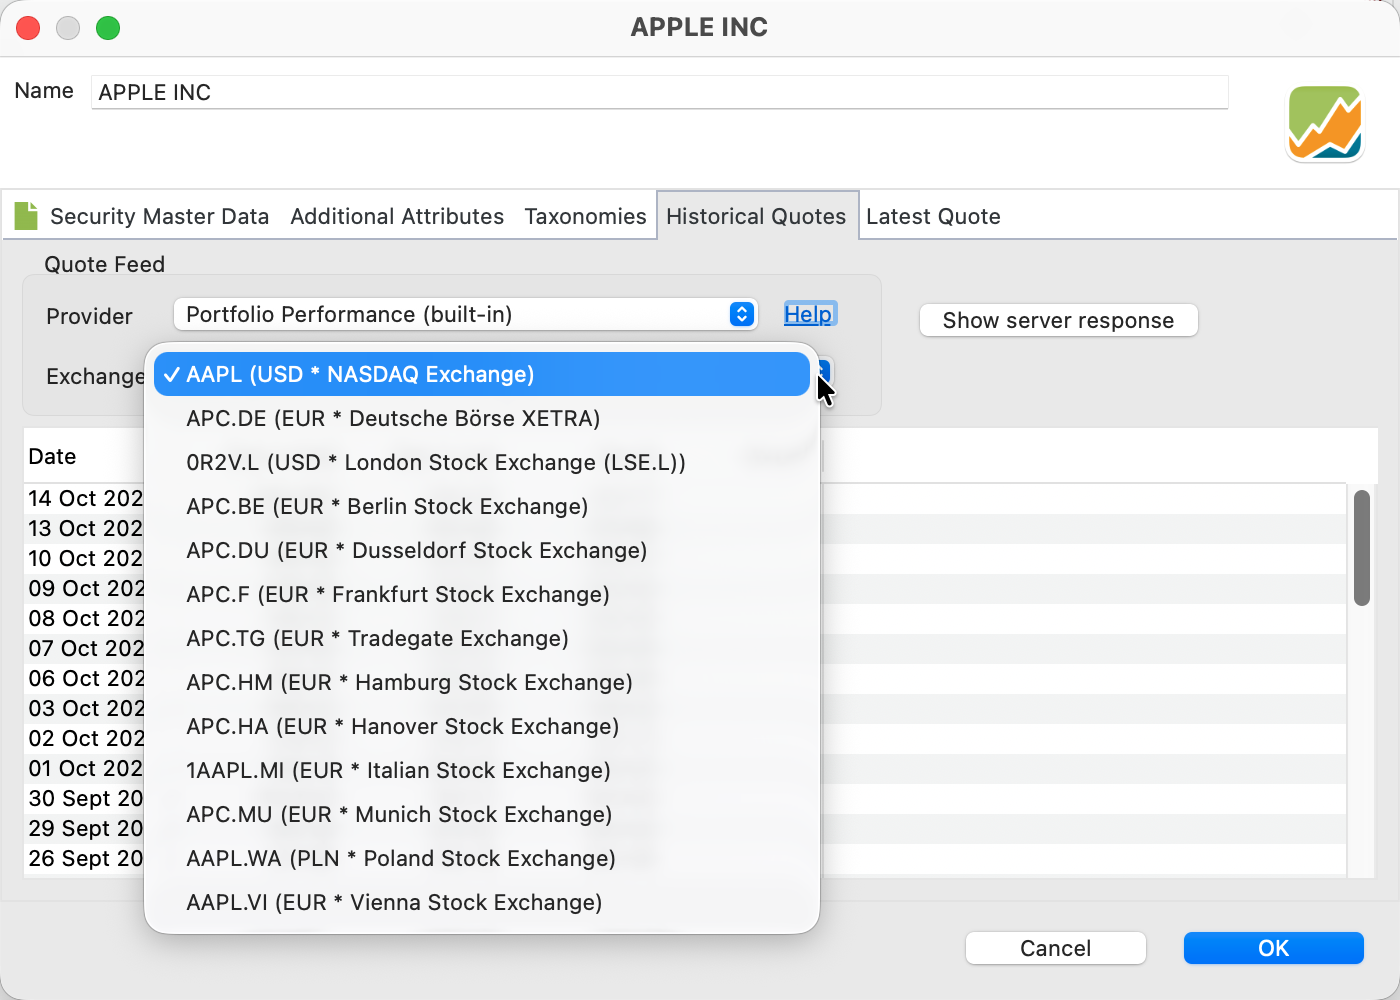 APPLE INC
Name APPLE INC
Security Master Data Additional Attributes Taxonomies Historical Quotes Latest Quote
Quote Feed
Provider Portfolio Performance (built-in) Help Show server response
Exchange ✓ AAPL (USD * NASDAQ Exchange)
APC.DE (EUR * Deutsche Börse XETRA)
Date 0R2V.L (USD * London Stock Exchange (LSE.L))
14 Oct 202 APC.BE (EUR * Berlin Stock Exchange)
13 Oct 202
10 Oct 202 APC.DU (EUR * Dusseldorf Stock Exchange)
09 Oct 202 APC.F (EUR * Frankfurt Stock Exchange)
08 Oct 202
07 Oct 202 APC.TG (EUR * Tradegate Exchange)
06 Oct 202 APC.HM (EUR * Hamburg Stock Exchange)
03 Oct 202
02 Oct 202 APC.HA (EUR * Hanover Stock Exchange)
01 Oct 202 1AAPL.MI (EUR * Italian Stock Exchange)
30 Sept 20
29 Sept 20 APC.MU (EUR * Munich Stock Exchange)
26 Sept 20 AAPL.WA (PLN * Poland Stock Exchange)
AAPL.VI (EUR * Vienna Stock Exchange)
Cancel OK